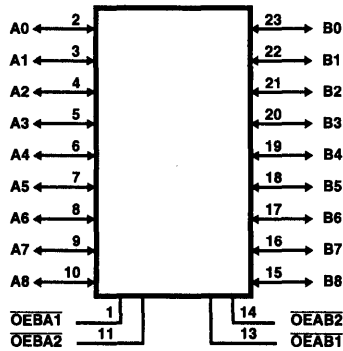 A0 2 23 B0
A1 3 22 B1
A2 4 21 B2
A3 5 20 B3
A4 6 19 B4
A5 7 18 B5
A6 8 17 B6
A7 9 16 B7
A8 10 15 B8
OEBA1 1 14 OEAB2
OEBA2 11 13 OEAB1